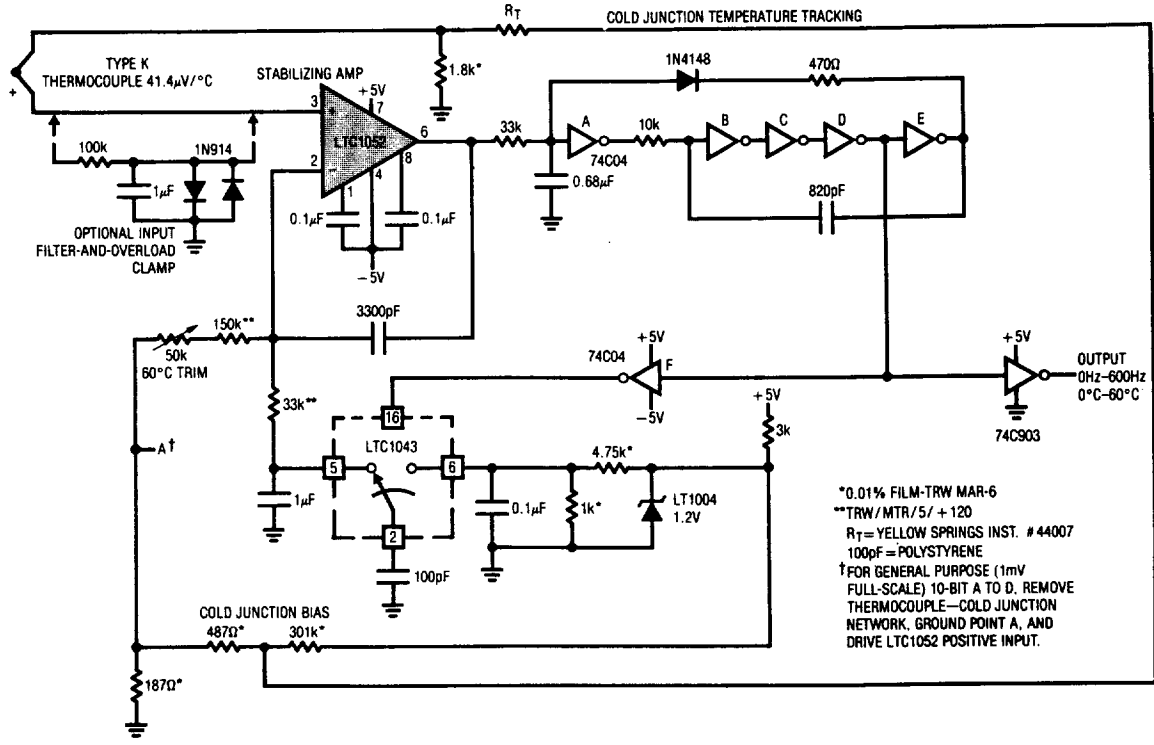 R_T
COLD JUNCTION TEMPERATURE TRACKING
TYPE K
THERMOCOUPLE 41.4μV/°C
+
STABILIZING AMP
1.8k*
1N4148
470Ω
+5V
3
7
+
LTC1052
6
2
-
8
1
4
33k
A
74C04
10k
B
C
D
E
0.68μF
820pF
100k
1N914
1μF
OPTIONAL INPUT
FILTER-AND-OVERLOAD
CLAMP
0.1μF
0.1μF
-5V
3300pF
150k**
50k
60°C TRIM
33k**
74C04
+5V
F
-5V
+5V
OUTPUT
0Hz-600Hz
0°C-60°C
74C903
+5V
3k
16
LTC1043
5
6
2
A†
1μF
4.75k*
0.1μF
1k*
LT1004
1.2V
100pF
*0.01% FILM-TRW MAR-6
**TRW/MTR/5/+120
R_T=YELLOW SPRINGS INST. #44007
100pF=POLYSTYRENE
†FOR GENERAL PURPOSE (1mV
FULL-SCALE) 10-BIT A TO D, REMOVE
THERMOCOUPLE—COLD JUNCTION
NETWORK, GROUND POINT A, AND
DRIVE LTC1052 POSITIVE INPUT.
COLD JUNCTION BIAS
487Ω*
301k*
187Ω*